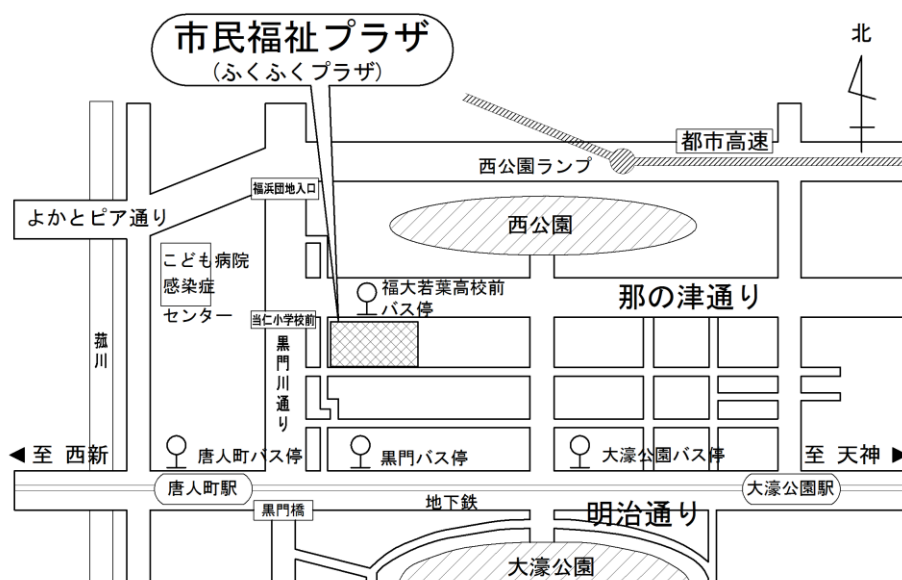 市民福祉プラザ
(ふくふくプラザ)
北
都市高速
西公園ランプ
福浜団地入口
よかとピア通り
西公園
こども病院
感染症
センター
福大若葉高校前
バス停
那の津通り
当仁小学校前
黒門川通り
菰川
◀ 至 西新
唐人町バス停
黒門バス停
大濠公園バス停
至 天神 ▶
唐人町駅
地下鉄
大濠公園駅
黒門橋
明治通り
大濠公園